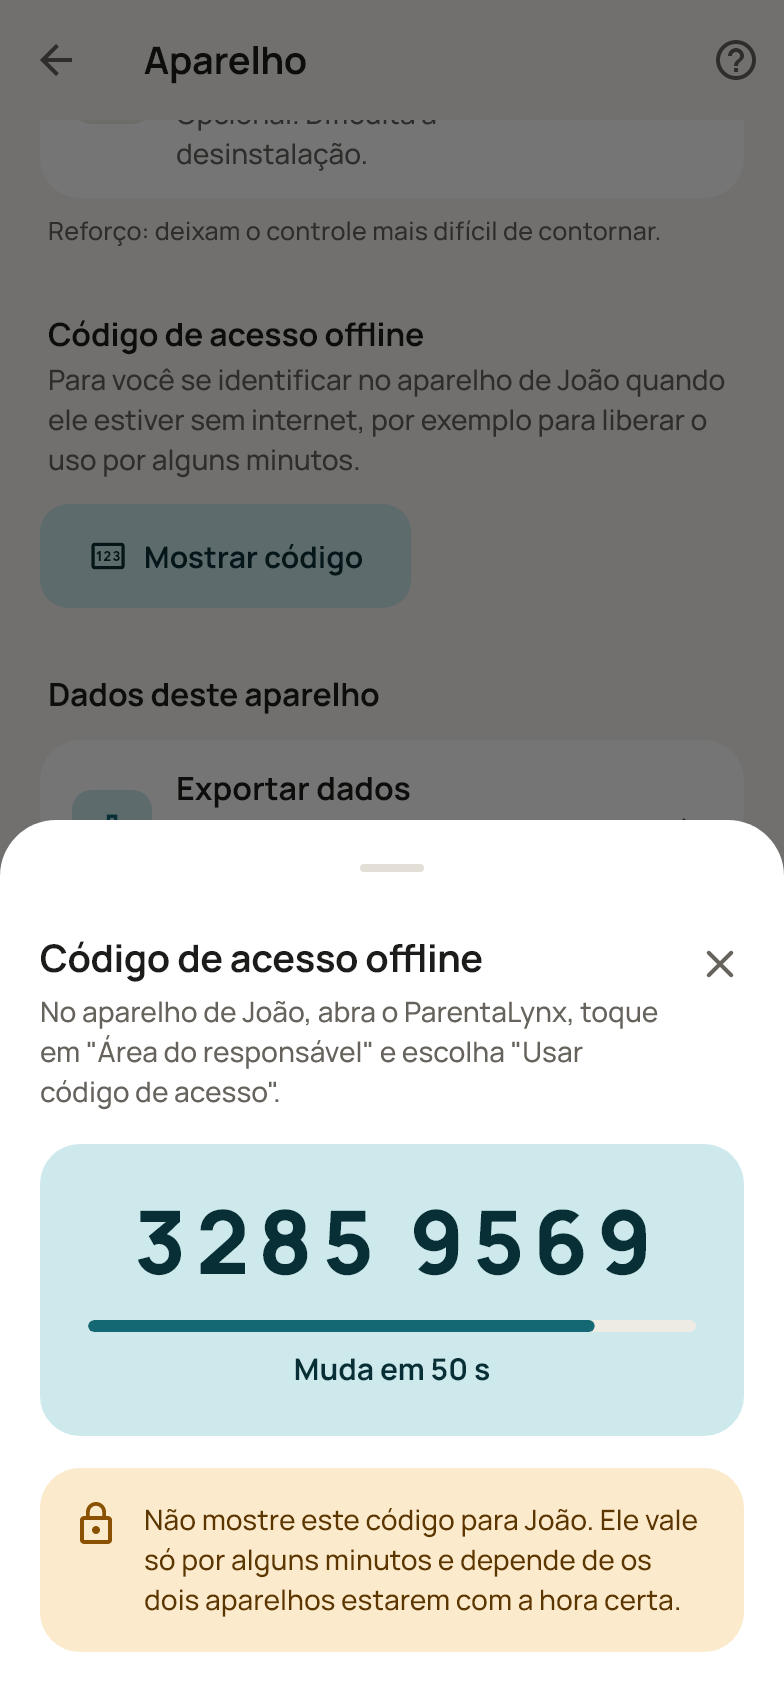 Aparelho
Opcional. Dificulta a
desinstalação.
Reforço: deixam o controle mais difícil de contornar.
Código de acesso offline
Para você se identificar no aparelho de João quando
ele estiver sem internet, por exemplo para liberar o
uso por alguns minutos.
123 Mostrar código
Dados deste aparelho
Exportar dados
Código de acesso offline
No aparelho de João, abra o ParentaLynx, toque
em "Área do responsável" e escolha "Usar
código de acesso".
3285 9569
Muda em 50 s
Não mostre este código para João. Ele vale
só por alguns minutos e depende de os
dois aparelhos estarem com a hora certa.